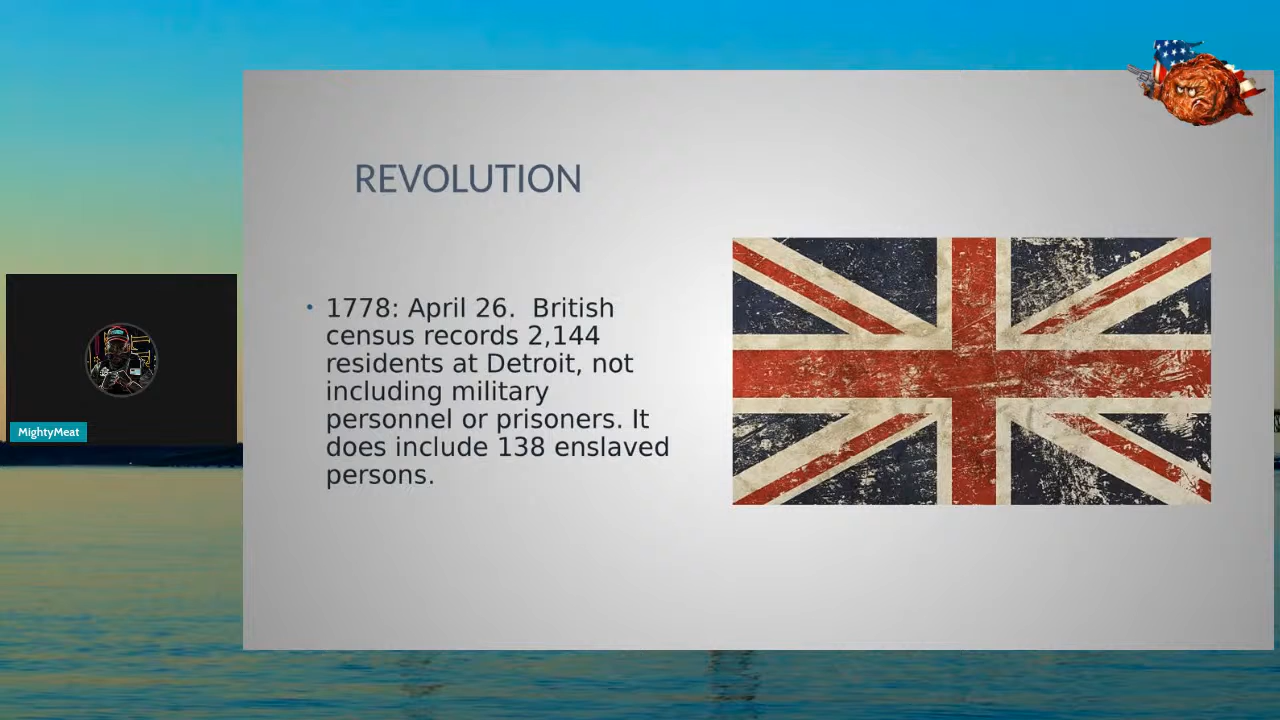 REVOLUTION
• 1778: April 26.  British
census records 2,144
residents at Detroit, not
including military
personnel or prisoners. It
does include 138 enslaved
persons.
MightyMeat